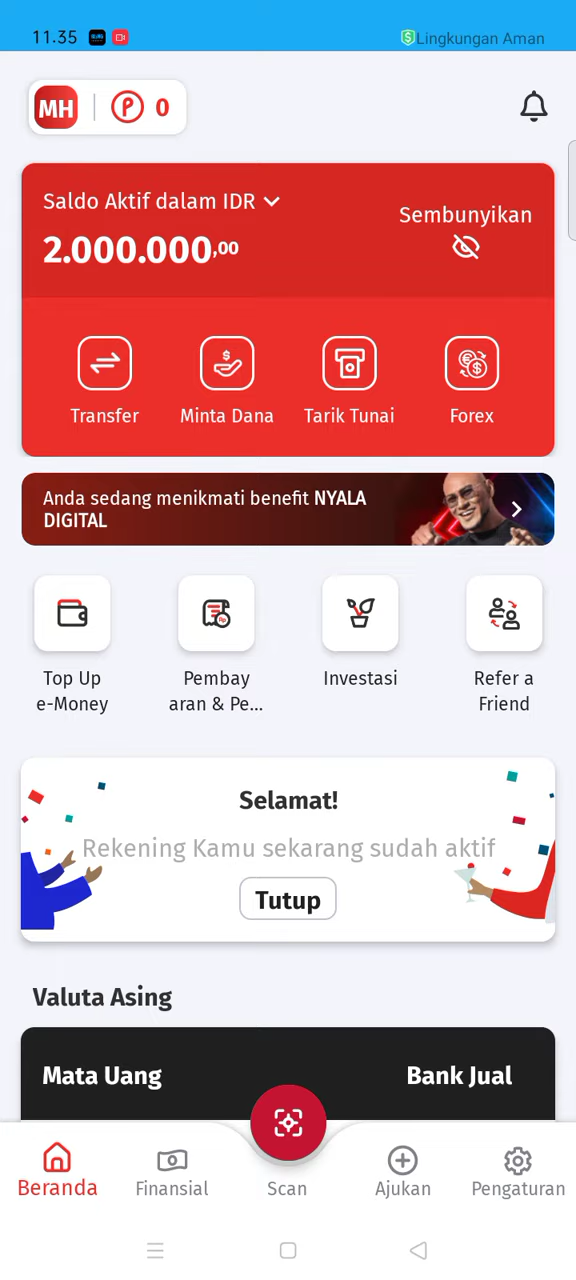 11.35
Lingkungan Aman
MH
0
Saldo Aktif dalam IDR
Sembunyikan
2.000.000,00
Transfer
Minta Dana
Tarik Tunai
Forex
Anda sedang menikmati benefit NYALA
DIGITAL
Top Up
e-Money
Pembay
aran & Pe...
Investasi
Refer a
Friend
Selamat!
Rekening Kamu sekarang sudah aktif
Tutup
Valuta Asing
Mata Uang
Bank Jual
Beranda
Finansial
Scan
Ajukan
Pengaturan